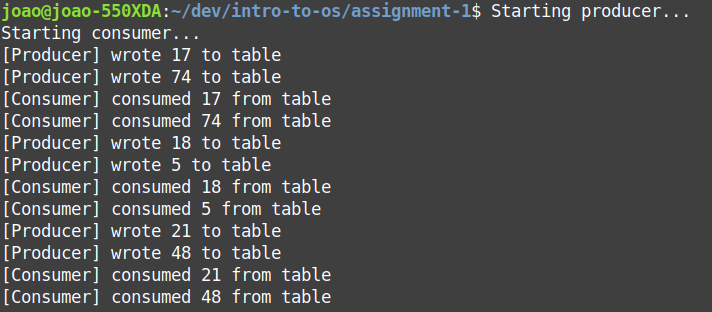 joao@joao-550XDA:~/dev/intro-to-os/assignment-1$ Starting producer...
Starting consumer...
[Producer] wrote 17 to table
[Producer] wrote 74 to table
[Consumer] consumed 17 from table
[Consumer] consumed 74 from table
[Producer] wrote 18 to table
[Producer] wrote 5 to table
[Consumer] consumed 18 from table
[Consumer] consumed 5 from table
[Producer] wrote 21 to table
[Producer] wrote 48 to table
[Consumer] consumed 21 from table
[Consumer] consumed 48 from table